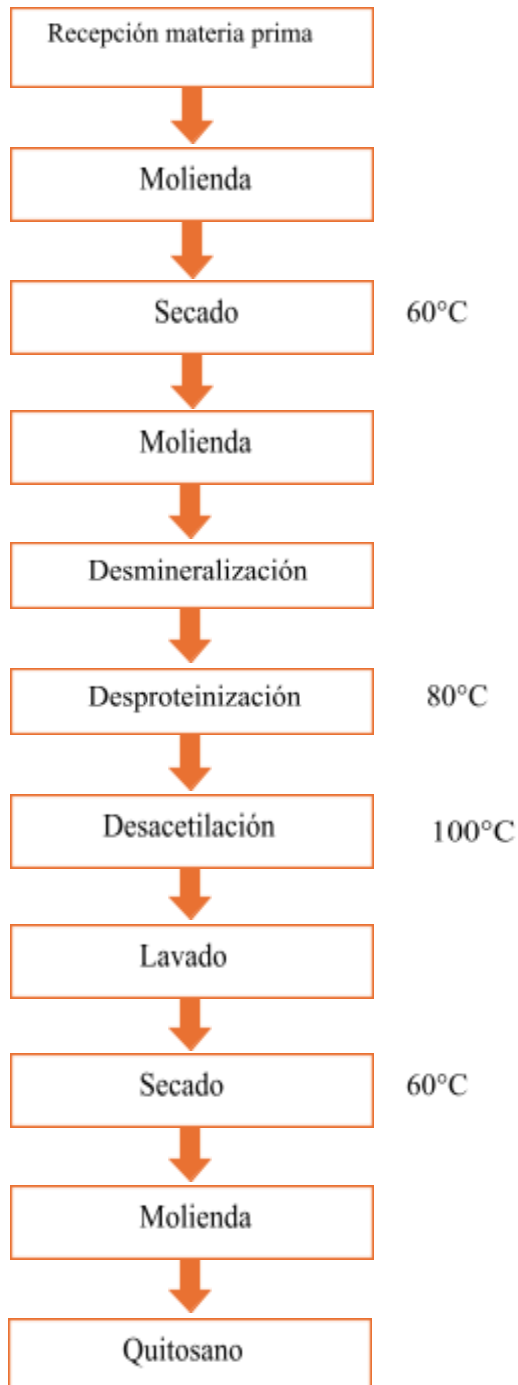 Recepción materia prima
Molienda
Secado 60°C
Molienda
Desmineralización
Desproteinización 80°C
Desacetilación 100°C
Lavado
Secado 60°C
Molienda
Quitosano